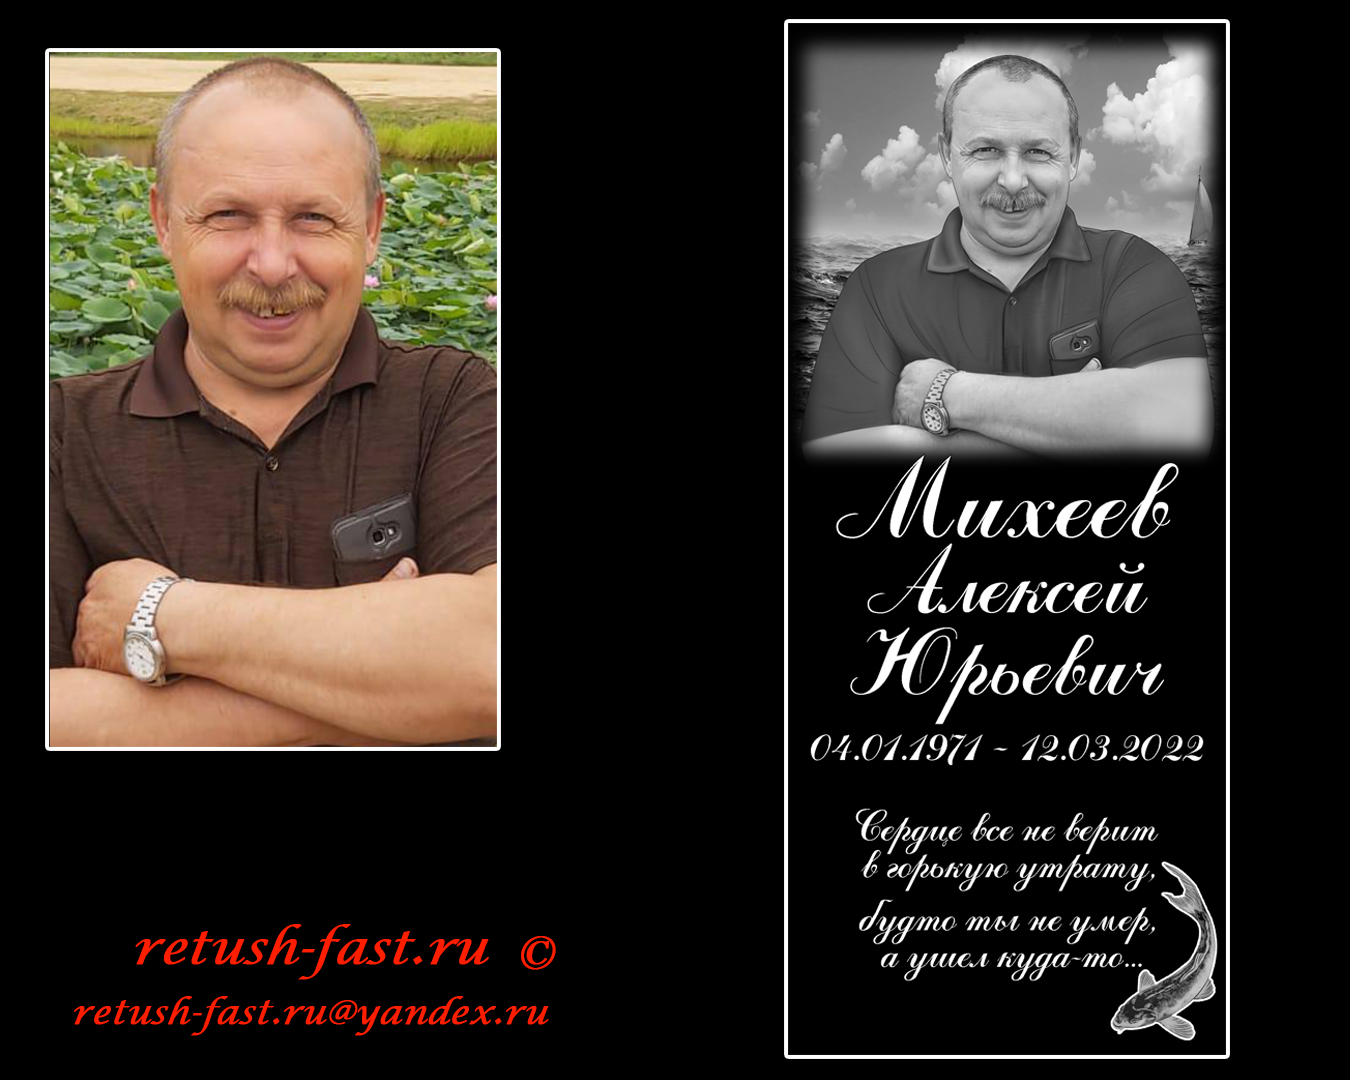 Михеев
Алексей
Юрьевич
04.01.1971 ~ 12.03.2022
Сердце все не верит
в горькую утрату,
будто ты не умер,
а ушел куда-то...
retush-fast.ru ©
retush-fast.ru@yandex.ru